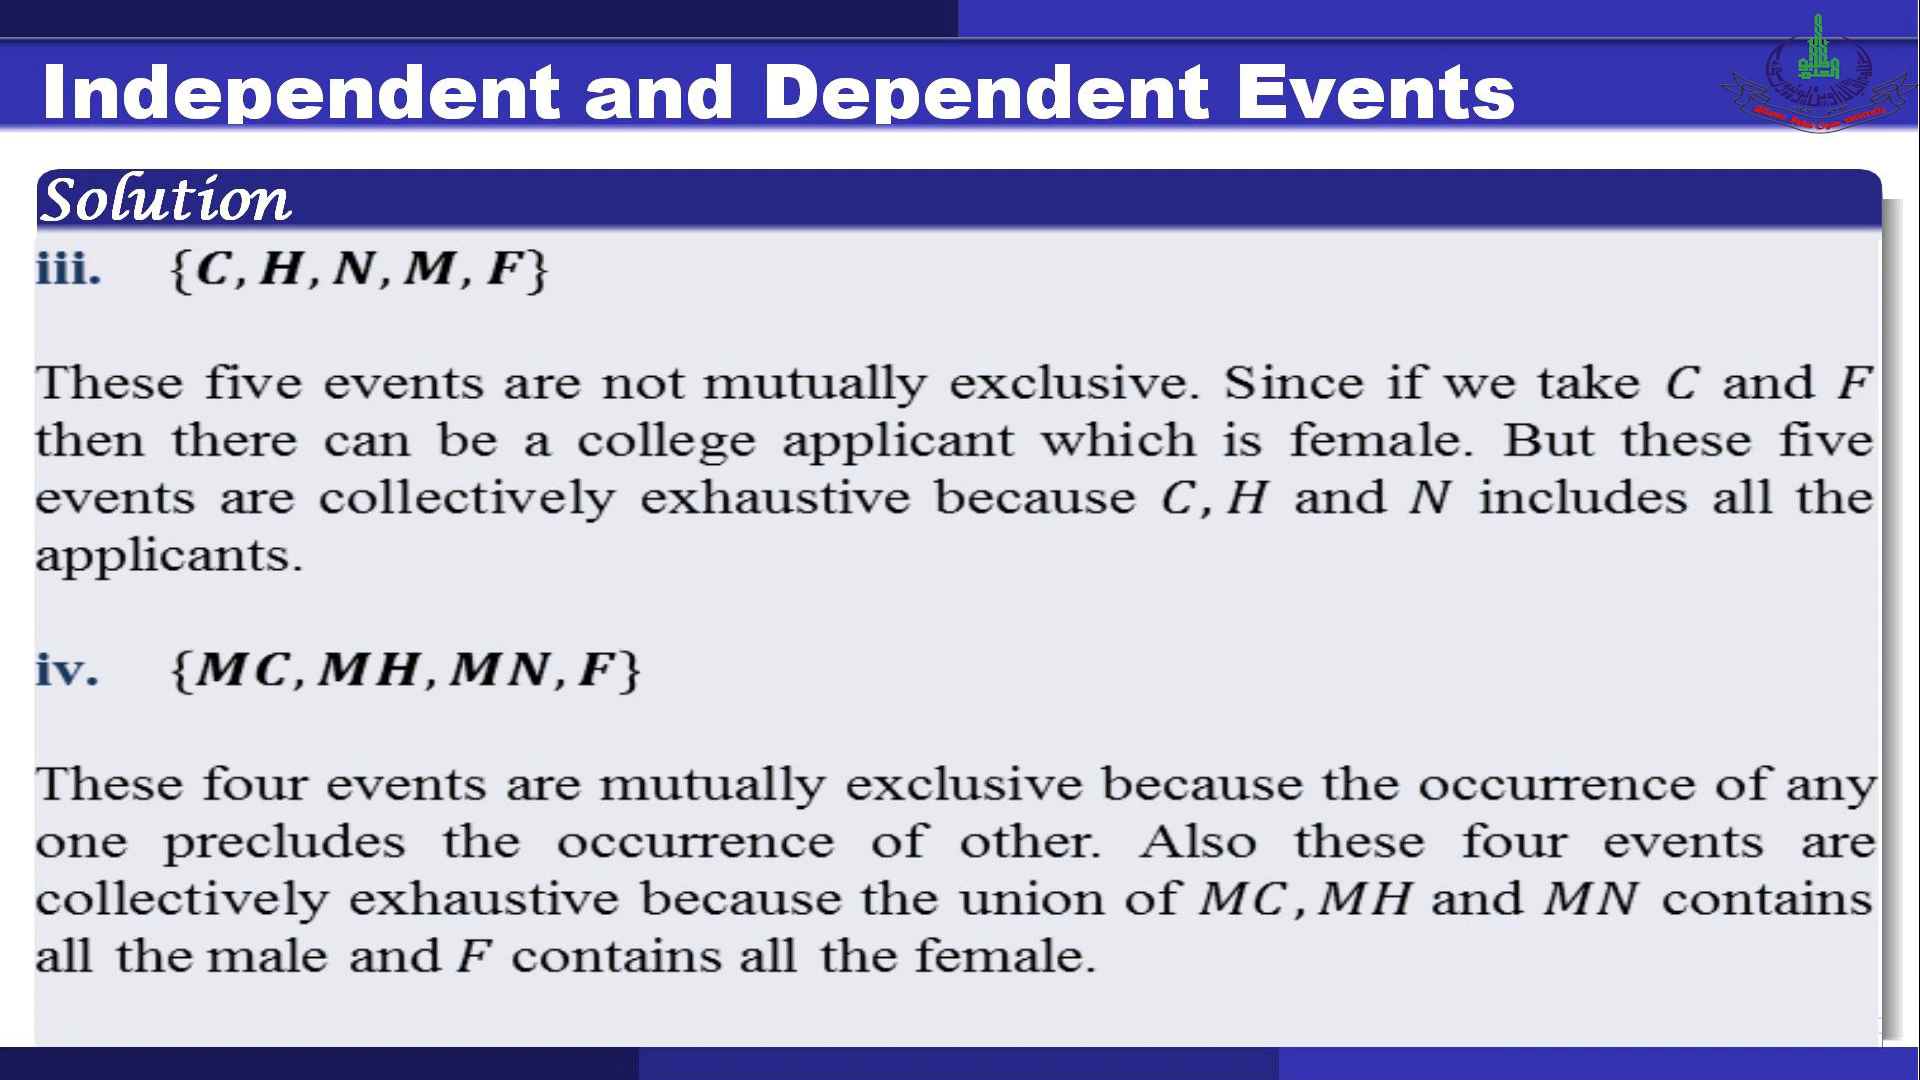 Independent and Dependent Events
Solution
iii. {C, H, N, M, F}
These five events are not mutually exclusive. Since if we take C and F
then there can be a college applicant which is female. But these five
events are collectively exhaustive because C, H and N includes all the
applicants.
iv. {MC, MH, MN, F}
These four events are mutually exclusive because the occurrence of any
one precludes the occurrence of other. Also these four events are
collectively exhaustive because the union of MC, MH and MN contains
all the male and F contains all the female.